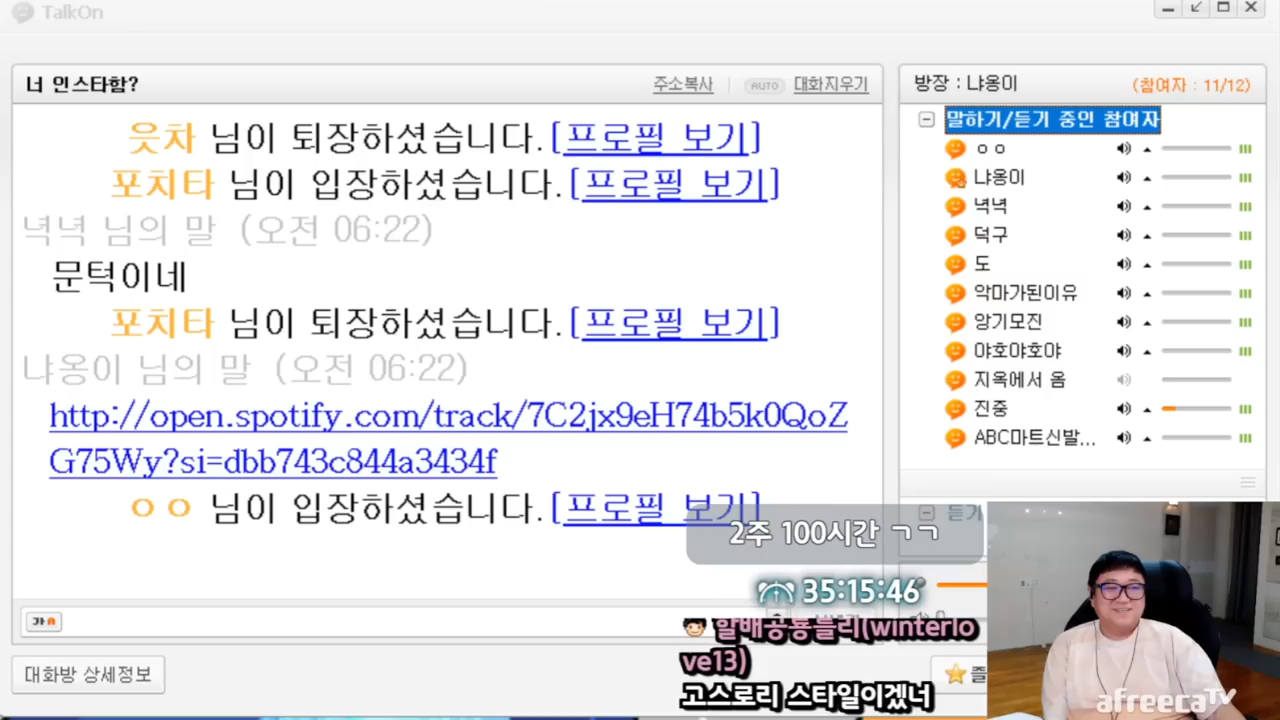 TalkOn
너 인스타함?
주소복사
AUTO
대화지우기
웃차 님이 퇴장하셨습니다.[프로필 보기]
포치타 님이 입장하셨습니다.[프로필 보기]
녁녁 님의 말 (오전 06:22)
문턱이네
포치타 님이 퇴장하셨습니다.[프로필 보기]
냐옹이 님의 말 (오전 06:22)
http://open.spotify.com/track/7C2jx9eH74b5k0QoZ
G75Wy?si=dbb743c844a3434f
ㅇㅇ 님이 입장하셨습니다.[프로필 보기]
가
대화방 상세정보
방장 : 냐옹이
(참여자 : 11/12)
말하기/듣기 중인 참여자
ㅇㅇ
냐옹이
녁녁
덕구
도
악마가된이유
앙기모진
야호야호야
지옥에서 옴
진중
ABC마트신발...
듣기
2주 100시간 ㄱㄱ
35:15:46
할배공룡둘리(winterlo
ve13)
고스로리 스타일이겠너
즐
afreecaTV